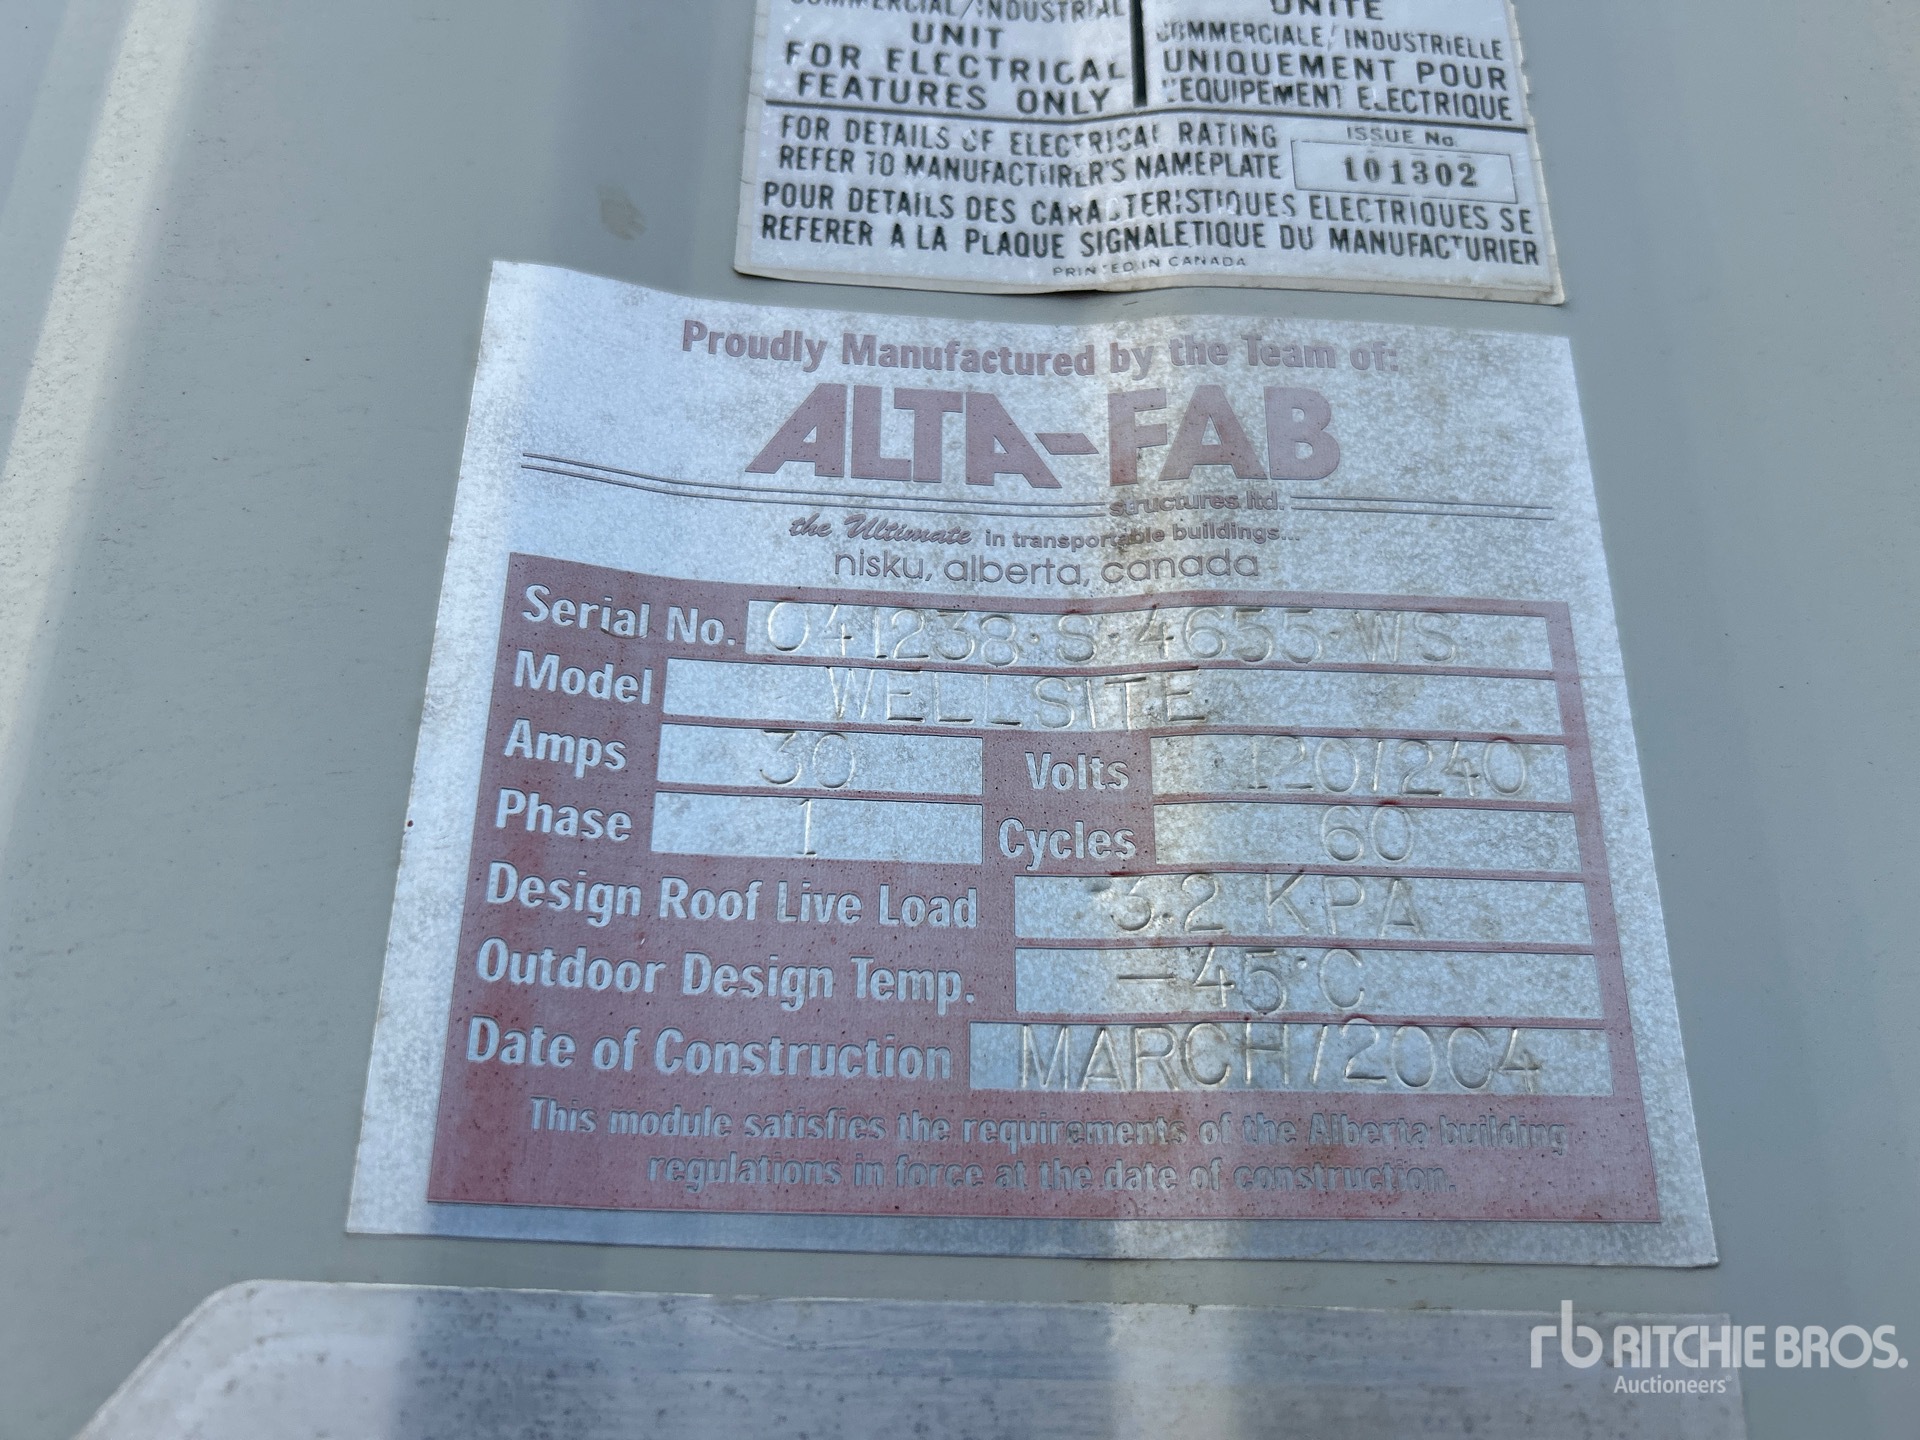 COMMERCIAL/INDUSTRIAL
UNIT
FOR ELECTRICAL
FEATURES ONLY
UNITE
COMMERCIALE/INDUSTRIELLE
UNIQUEMENT POUR
L'EQUIPEMENT ELECTRIQUE
FOR DETAILS OF ELECTRICAL RATING
REFER TO MANUFACTURER'S NAMEPLATE
ISSUE No.
101302
POUR DETAILS DES CARACTERISTIQUES ELECTRIQUES SE
REFERER A LA PLAQUE SIGNALETIQUE DU MANUFACTURIER
PRINTED IN CANADA
Proudly Manufactured by the Team of:
ALTA-FAB
structures ltd.
the Ultimate in transportable buildings...
nisku, alberta, canada
Serial No. 041238·S·4655·WS
Model WELLSITE
Amps 30 Volts 120/240
Phase 1 Cycles 60
Design Roof Live Load 3.2 KPA
Outdoor Design Temp. -45°C
Date of Construction MARCH/2004
This module satisfies the requirements of the Alberta building
regulations in force at the date of construction.
rb RITCHIE BROS.
Auctioneers